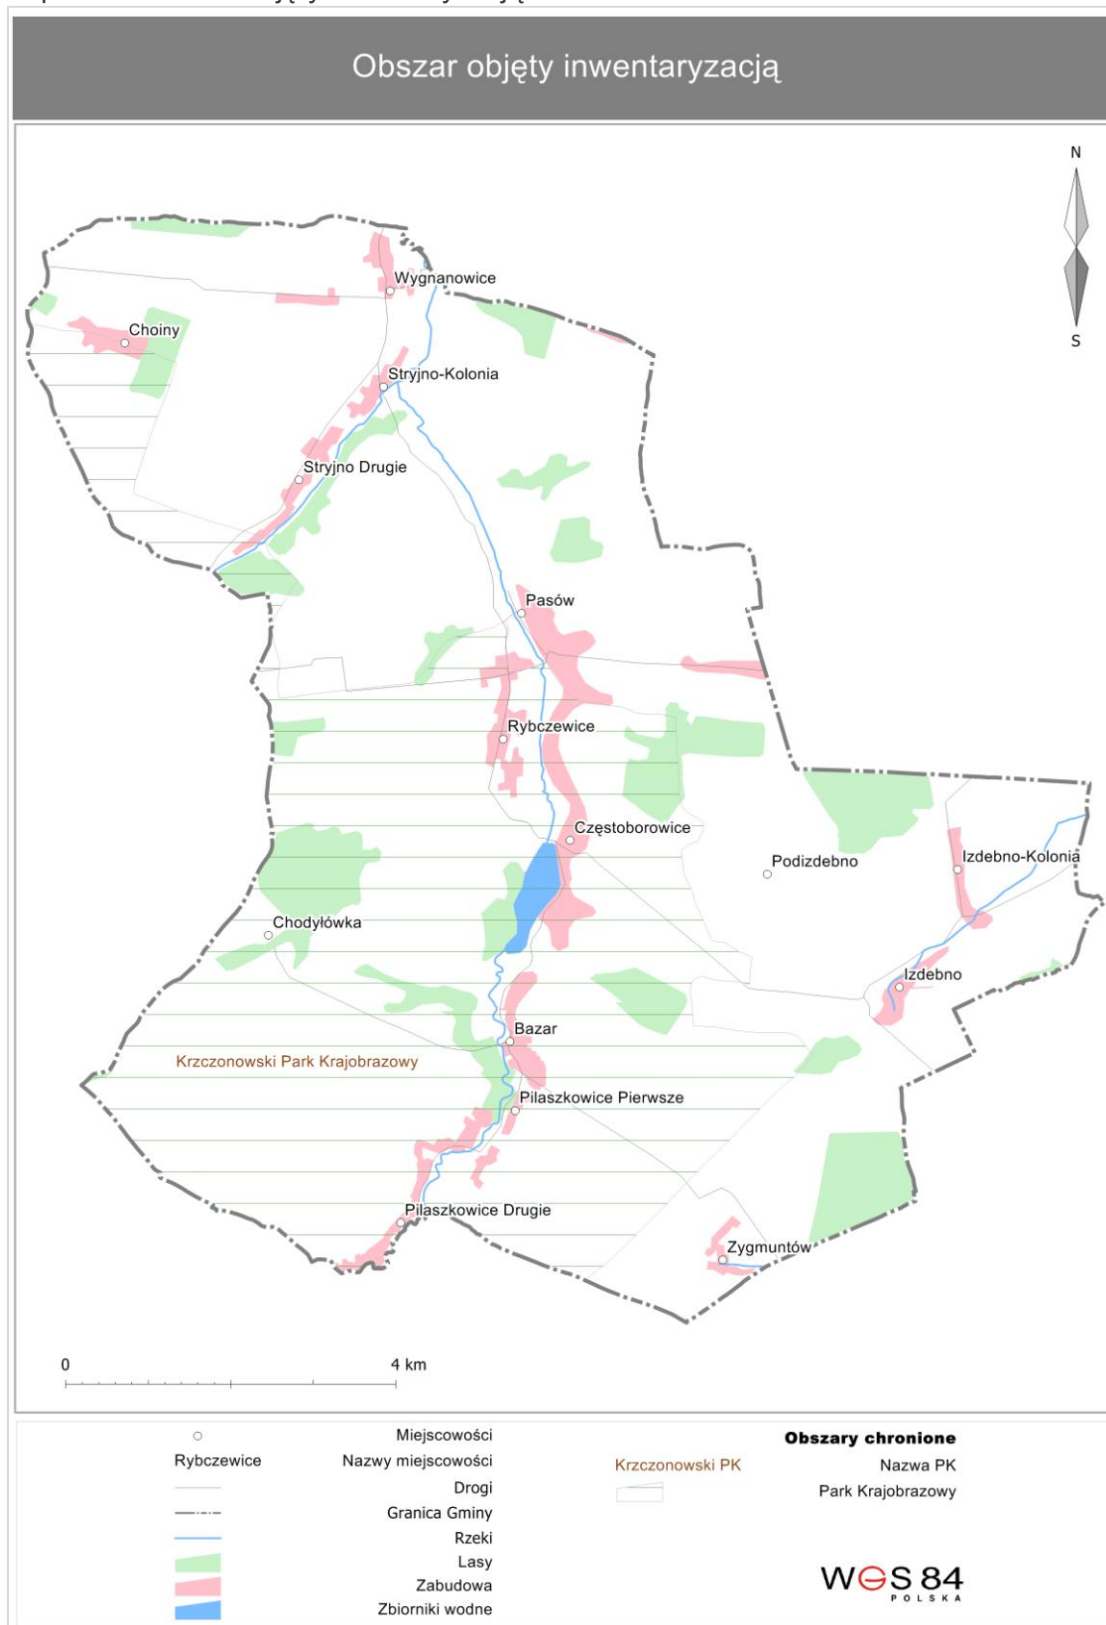 Obszar objęty inwentaryzacją
N
S
Wygnanowice
Choiny
Stryjno-Kolonia
Stryjno Drugie
Pasów
Rybczewice
Częstoborowice
Podizdebno
Izdebno-Kolonia
Chodyłówka
Izdebno
Bazar
Krzczonowski Park Krajobrazowy
Pilaszkowice Pierwsze
Pilaszkowice Drugie
Zygmuntów
0 4 km
Miejscowości
Rybczewice Nazwy miejscowości
Drogi
Granica Gminy
Rzeki
Lasy
Zabudowa
Zbiorniki wodne
Obszary chronione
Krzczonowski PK Nazwa PK
Park Krajobrazowy
WGS 84
POLSKA